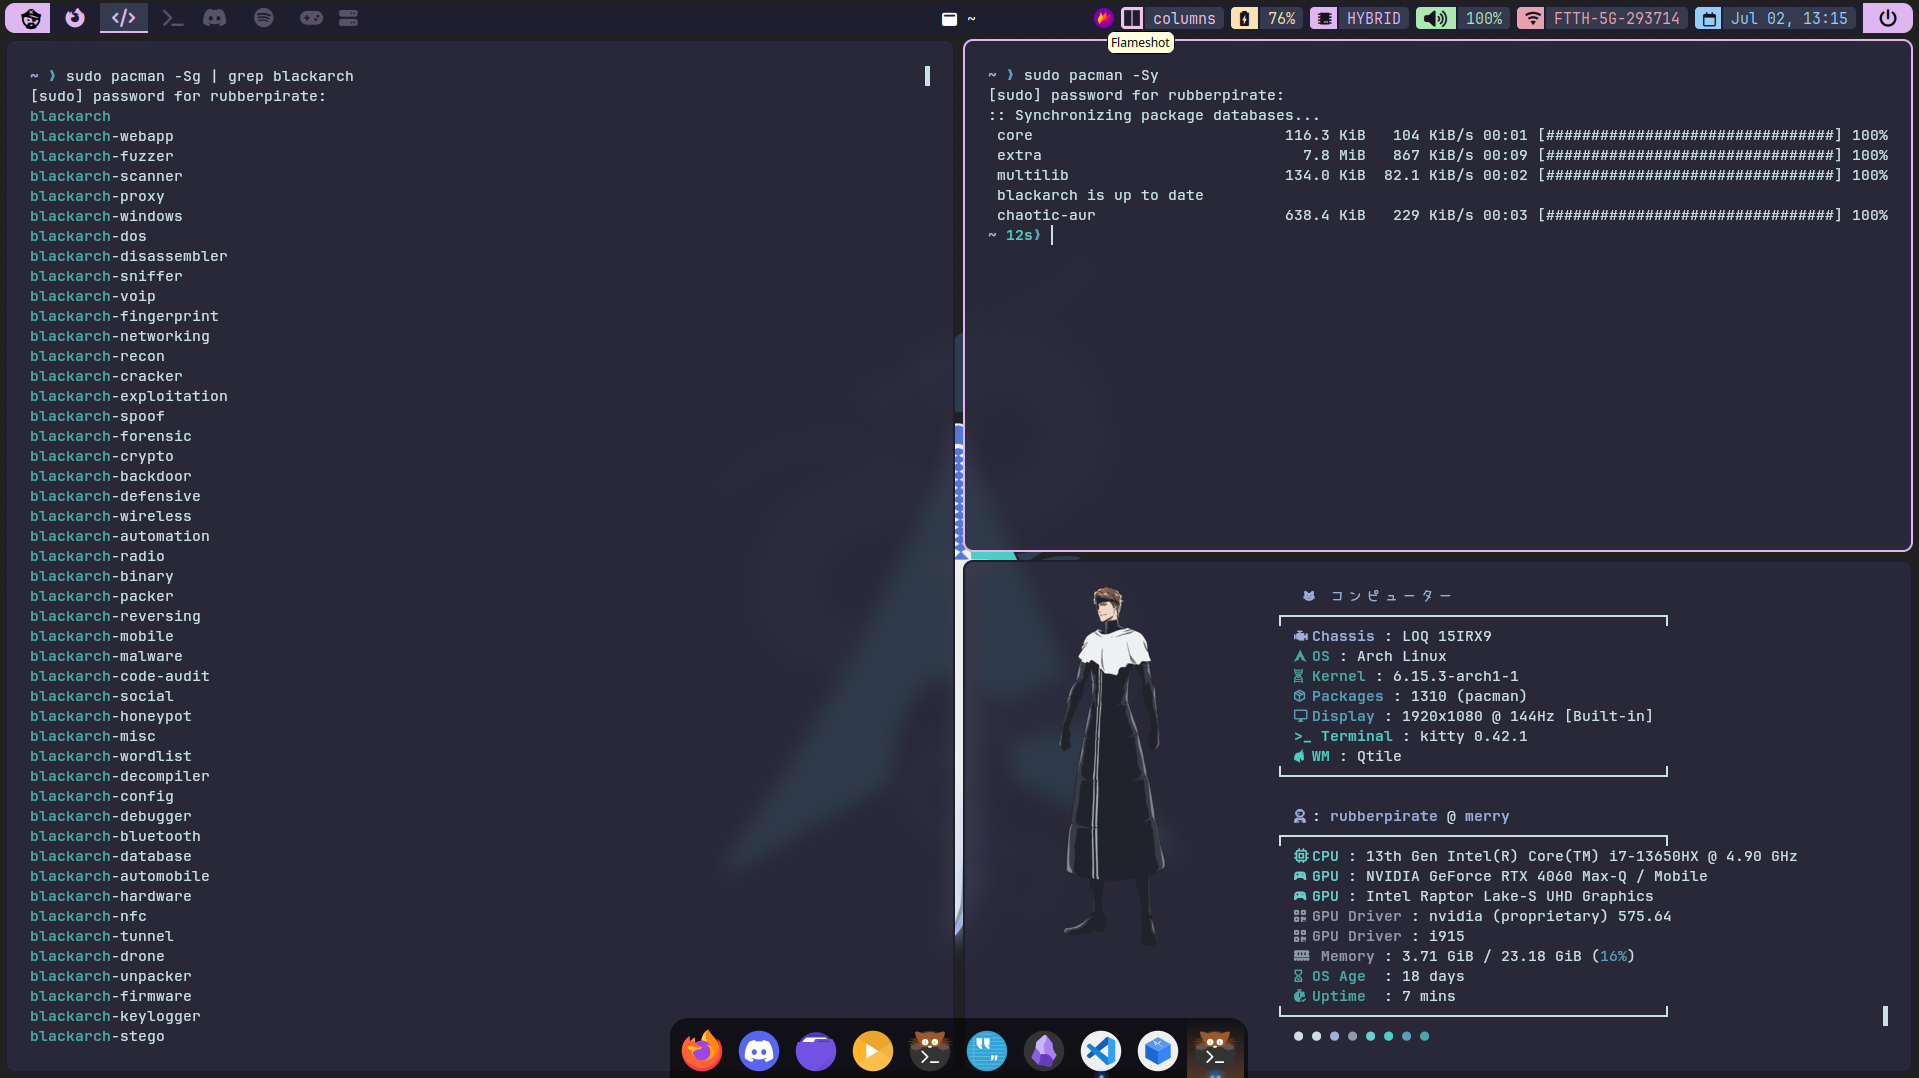 ~
Flameshot
columns
76%
HYBRID
100%
FTTH-5G-293714
Jul 02, 13:15
~ ❭ sudo pacman -Sg | grep blackarch
[sudo] password for rubberpirate:
blackarch
blackarch-webapp
blackarch-fuzzer
blackarch-scanner
blackarch-proxy
blackarch-windows
blackarch-dos
blackarch-disassembler
blackarch-sniffer
blackarch-voip
blackarch-fingerprint
blackarch-networking
blackarch-recon
blackarch-cracker
blackarch-exploitation
blackarch-spoof
blackarch-forensic
blackarch-crypto
blackarch-backdoor
blackarch-defensive
blackarch-wireless
blackarch-automation
blackarch-radio
blackarch-binary
blackarch-packer
blackarch-reversing
blackarch-mobile
blackarch-malware
blackarch-code-audit
blackarch-social
blackarch-honeypot
blackarch-misc
blackarch-wordlist
blackarch-decompiler
blackarch-config
blackarch-debugger
blackarch-bluetooth
blackarch-database
blackarch-automobile
blackarch-hardware
blackarch-nfc
blackarch-tunnel
blackarch-drone
blackarch-unpacker
blackarch-firmware
blackarch-keylogger
blackarch-stego
~ ❭ sudo pacman -Sy
[sudo] password for rubberpirate:
:: Synchronizing package databases...
core 116.3 KiB 104 KiB/s 00:01 [################################] 100%
extra 7.8 MiB 867 KiB/s 00:09 [################################] 100%
multilib 134.0 KiB 82.1 KiB/s 00:02 [################################] 100%
blackarch is up to date
chaotic-aur 638.4 KiB 229 KiB/s 00:03 [################################] 100%
~ 12s❭
コンピューター
Chassis : LOQ 15IRX9
OS : Arch Linux
Kernel : 6.15.3-arch1-1
Packages : 1310 (pacman)
Display : 1920x1080 @ 144Hz [Built-in]
>_ Terminal : kitty 0.42.1
WM : Qtile
: rubberpirate @ merry
CPU : 13th Gen Intel(R) Core(TM) i7-13650HX @ 4.90 GHz
GPU : NVIDIA GeForce RTX 4060 Max-Q / Mobile
GPU : Intel Raptor Lake-S UHD Graphics
GPU Driver : nvidia (proprietary) 575.64
GPU Driver : i915
Memory : 3.71 GiB / 23.18 GiB (16%)
OS Age : 18 days
Uptime : 7 mins